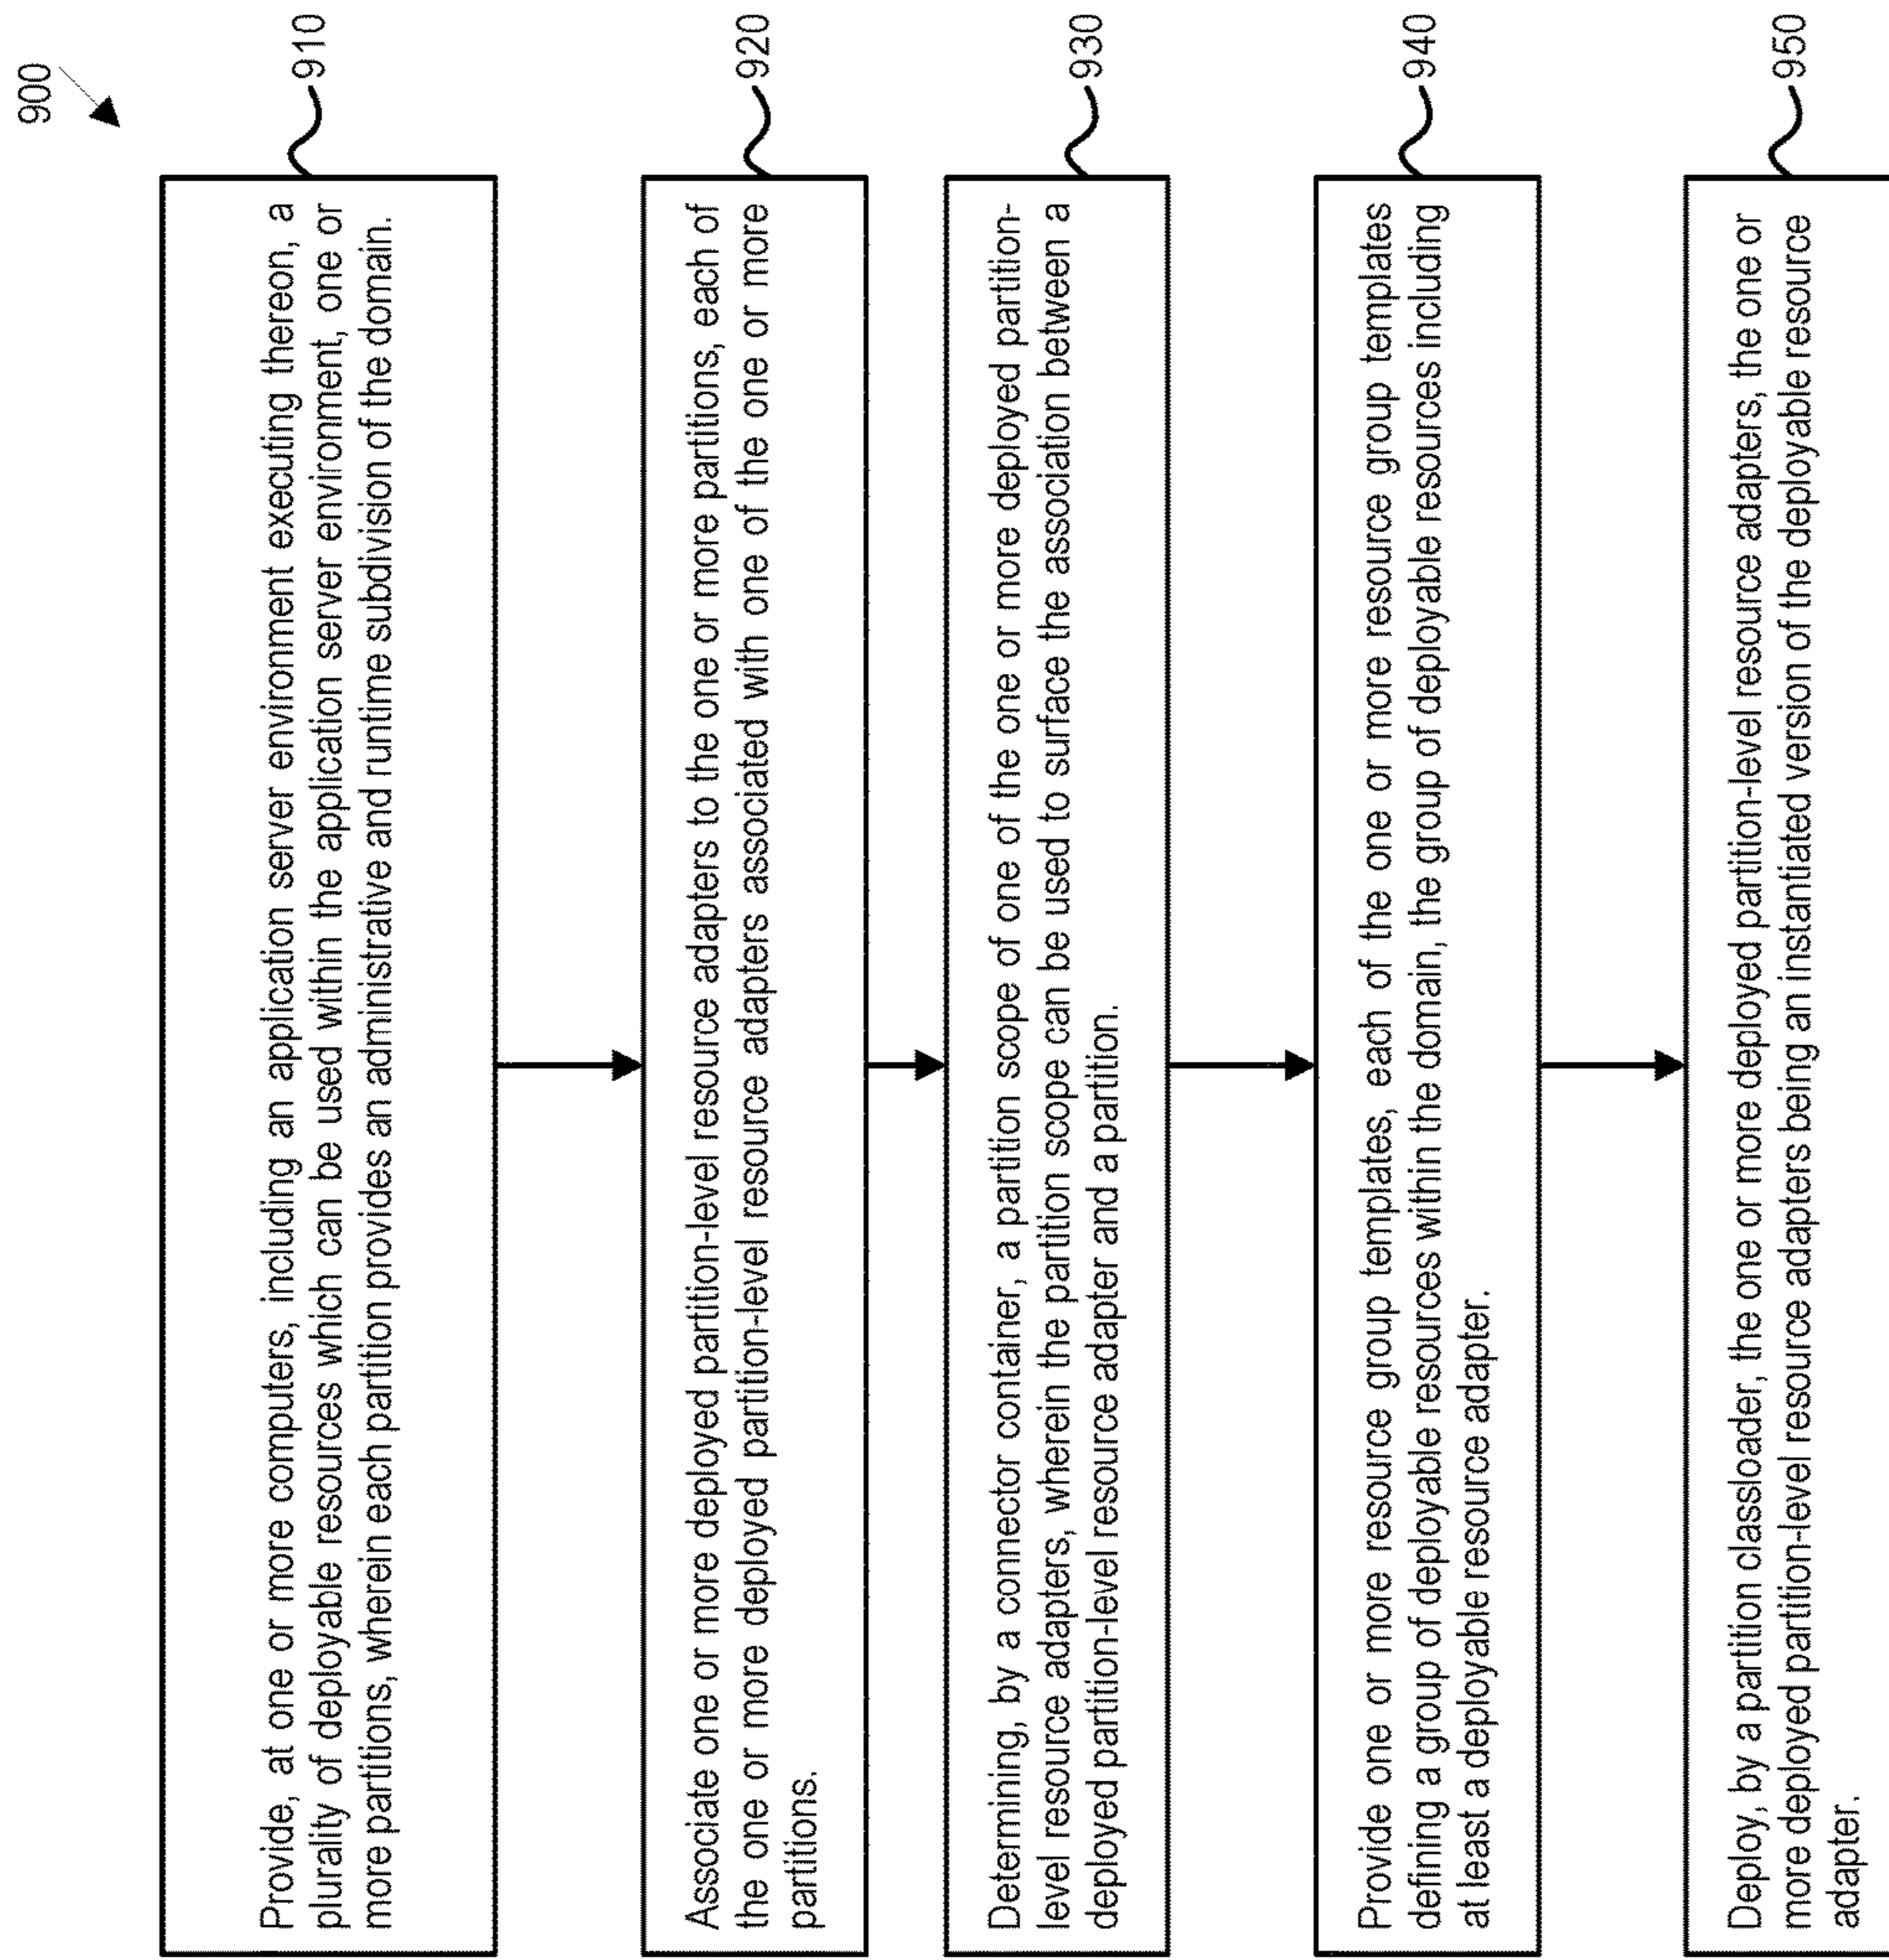 900
Provide, at one or more computers, including an application server environment executing thereon, a
plurality of deployable resources which can be used within the application server environment, one or
more partitions, wherein each partition provides an administrative and runtime subdivision of the domain.
910
Associate one or more deployed partition-level resource adapters to the one or more partitions, each of
the one or more deployed partition-level resource adapters associated with one of the one or more
partitions.
920
Determining, by a connector container, a partition scope of one of the one or more deployed partition-
level resource adapters, wherein the partition scope can be used to surface the association between a
deployed partition-level resource adapter and a partition.
930
Provide one or more resource group templates, each of the one or more resource group templates
defining a group of deployable resources within the domain, the group of deployable resources including
at least a deployable resource adapter.
940
Deploy, by a partition classloader, the one or more deployed partition-level resource adapters, the one or
more deployed partition-level resource adapters being an instantiated version of the deployable resource
adapter.
950